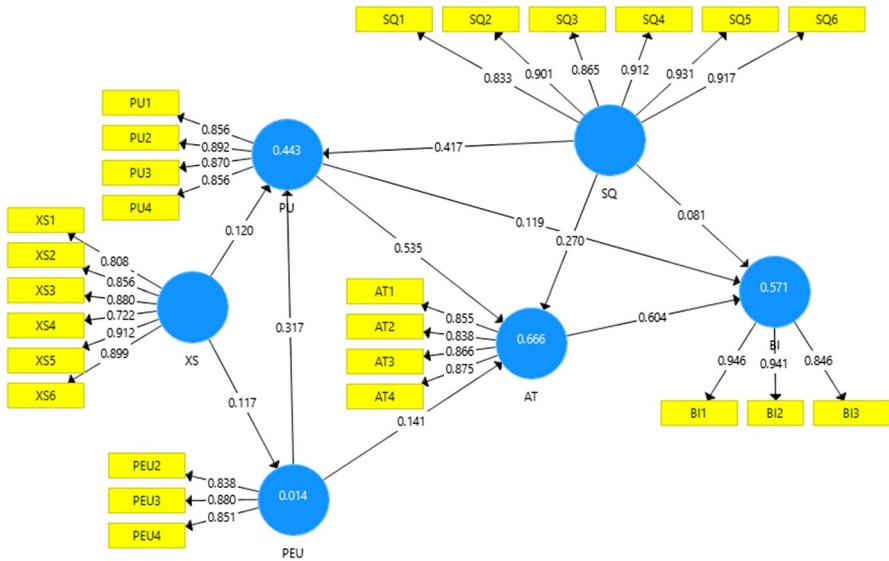 SQ1 SQ2 SQ3 SQ4 SQ5 SQ6
0.833 0.901 0.865 0.912 0.931 0.917
PU1
PU2
PU3
PU4
0.856
0.892
0.870
0.856
0.443
PU
0.417
SQ
XS1
XS2
XS3
XS4
XS5
XS6
0.808
0.856
0.880
0.722
0.912
0.899
XS
0.120
0.119
0.270
0.081
0.535
0.317
0.117
AT1
AT2
AT3
AT4
0.855
0.838
0.866
0.875
0.666
AT
0.604
0.571
BI
0.141
0.946 0.941 0.846
BI1 BI2 BI3
PEU2
PEU3
PEU4
0.838
0.880
0.851
0.014
PEU